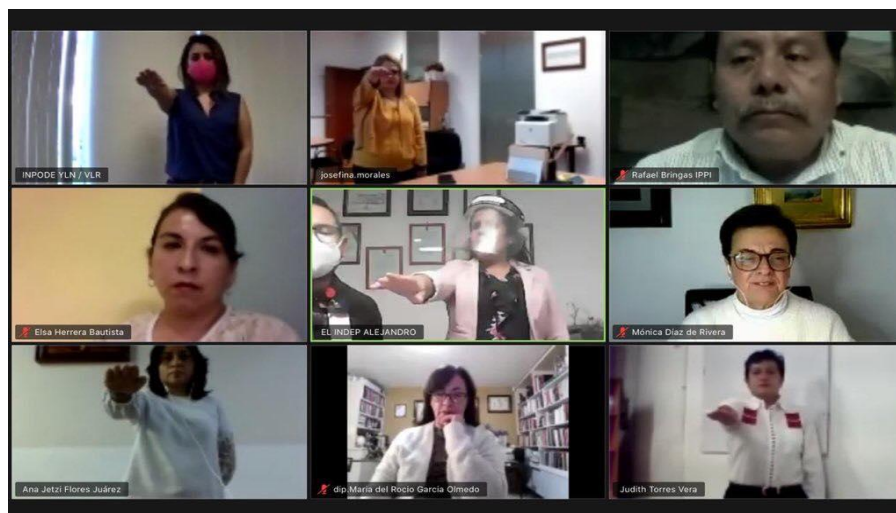 INPODE YLN / VLR
josefina.morales
Rafael Bringas IPPI
Elsa Herrera Bautista
EL INDEP ALEJANDRO
Mónica Díaz de Rivera
Ana Jetzi Flores Juárez
dip.María del Rocio García Olmedo
Judith Torres Vera